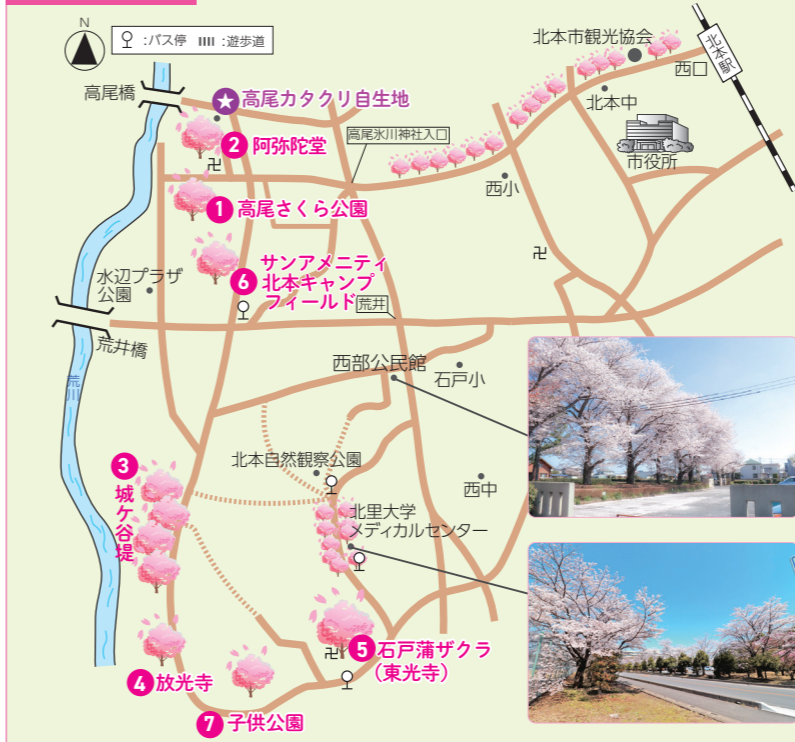 N
:バス停 :遊歩道
北本市観光協会
北本駅
西口
高尾橋
高尾カタクリ自生地
北本中
2 阿弥陀堂
高尾氷川神社入口
市役所
西小
1 高尾さくら公園
水辺プラザ
公園
6 サンアメニティ
北本キャンプ
フィールド
荒井
荒井橋
荒川
西部公民館
石戸小
3 城ケ谷堤
北本自然観察公園
西中
北里大学
メディカルセンター
5 石戸蒲ザクラ
(東光寺)
4 放光寺
7 子供公園